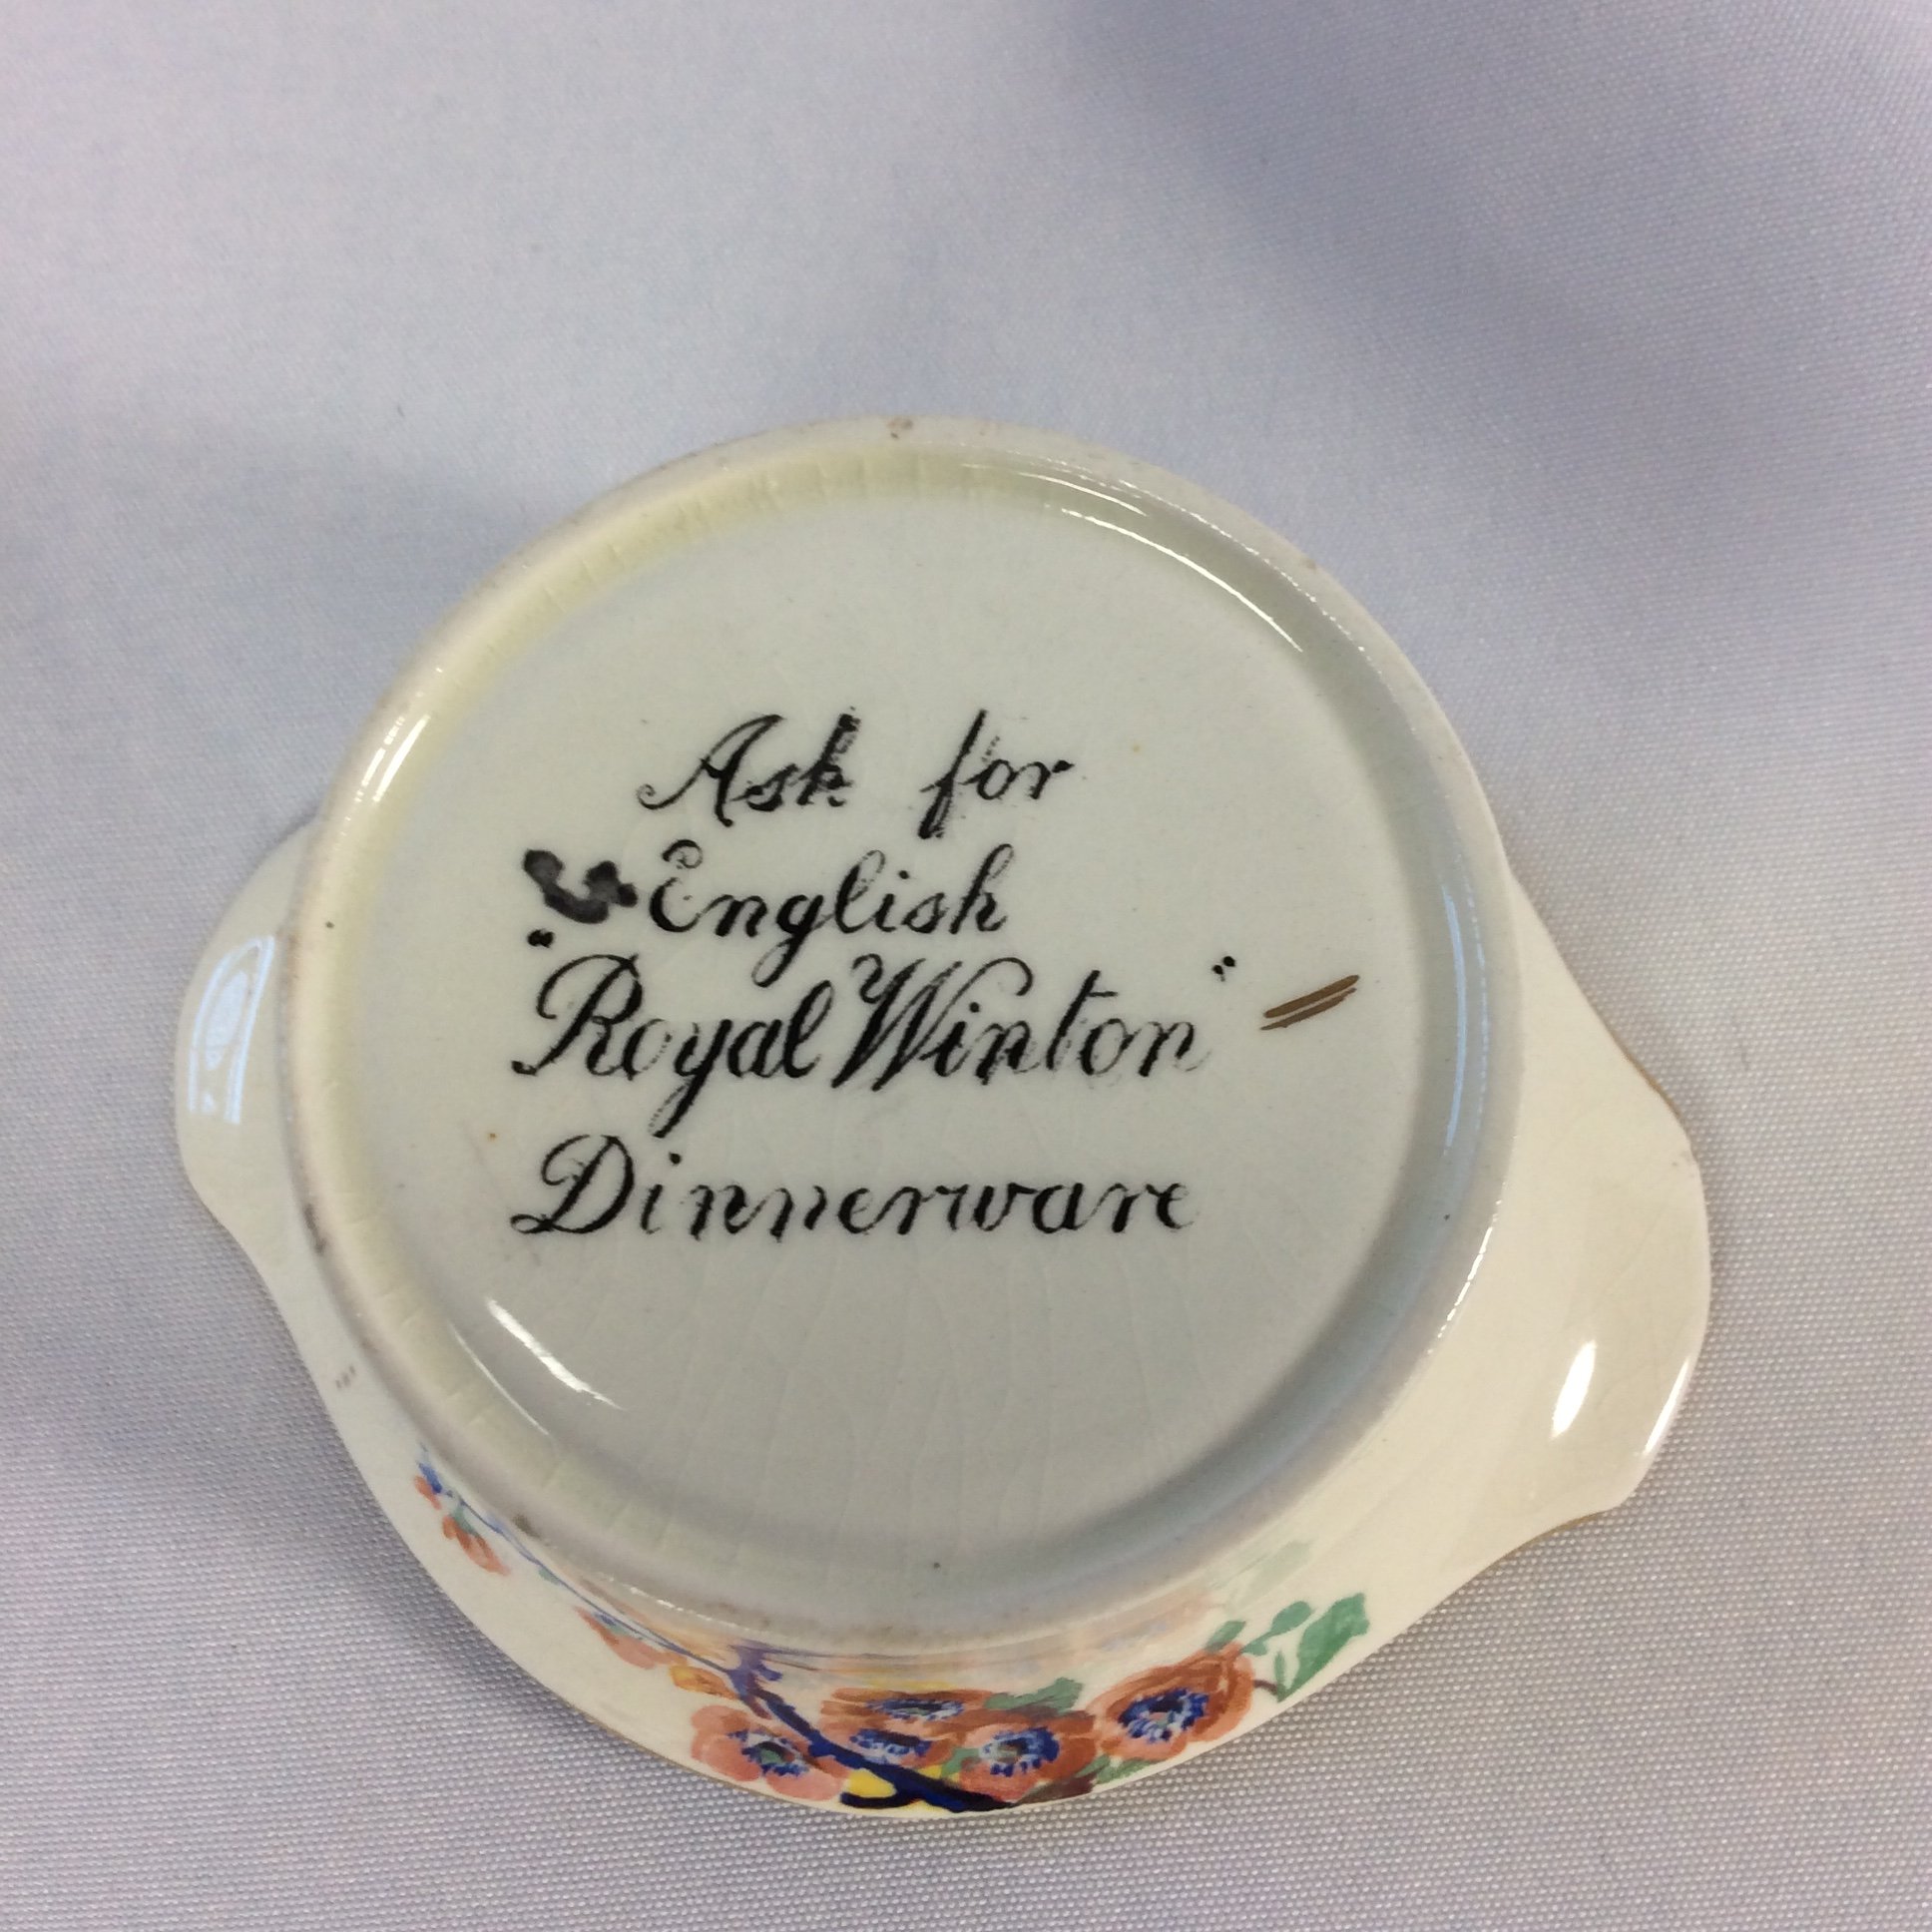 Ask for
English
"Royal Winton"
Dinnerware